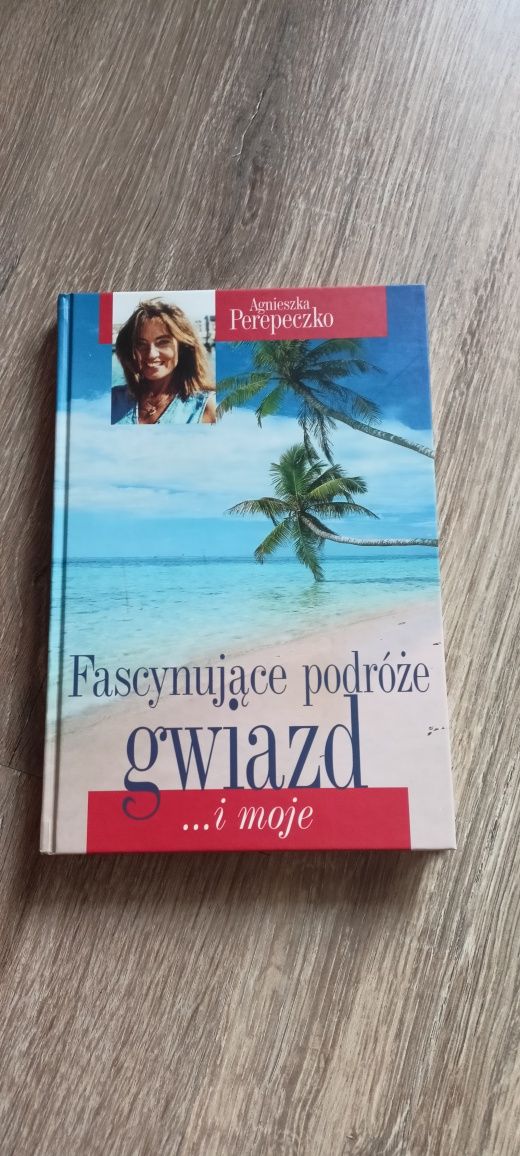 Agnieszka
Perepeczko
Fascynujące podróże
gwiazd
...i moje